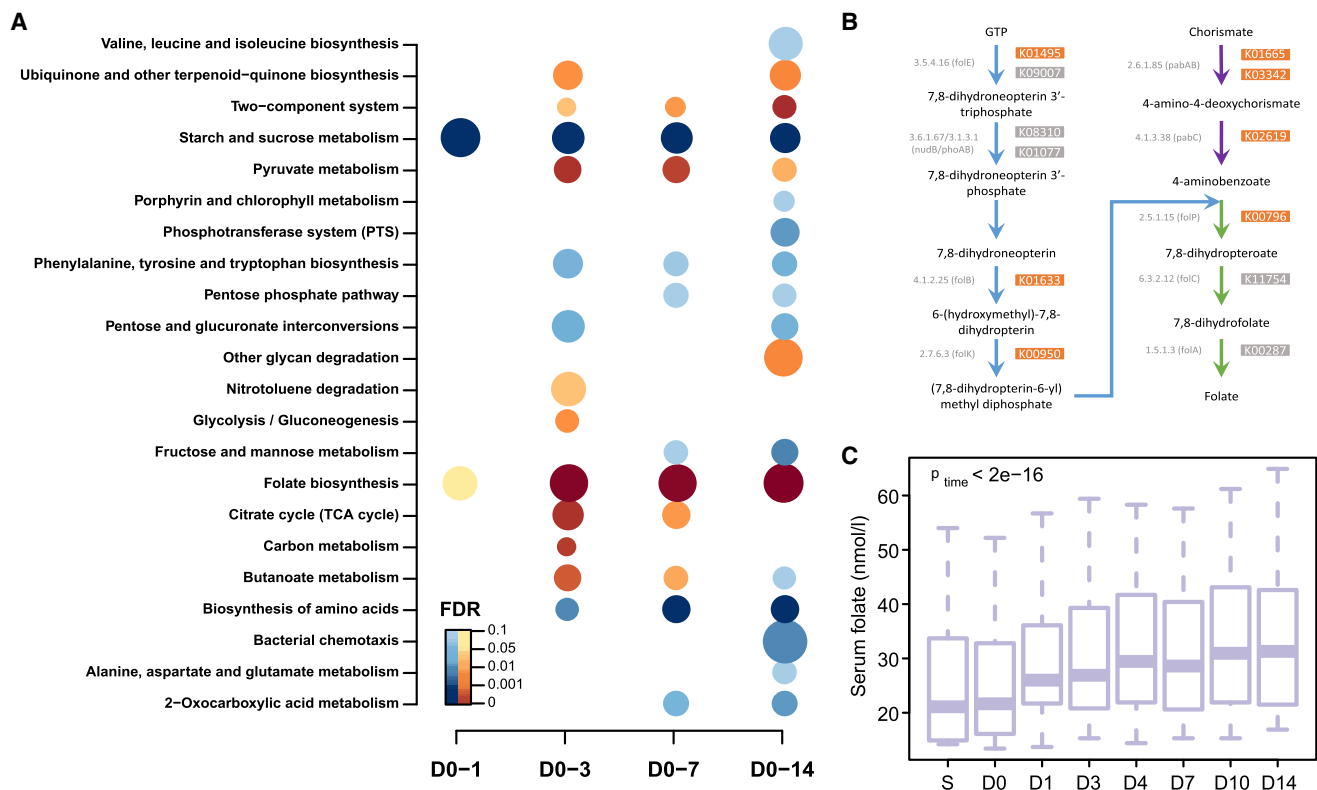 A
Valine, leucine and isoleucine biosynthesis
Ubiquinone and other terpenoid−quinone biosynthesis
Two−component system
Starch and sucrose metabolism
Pyruvate metabolism
Porphyrin and chlorophyll metabolism
Phosphotransferase system (PTS)
Phenylalanine, tyrosine and tryptophan biosynthesis
Pentose phosphate pathway
Pentose and glucuronate interconversions
Other glycan degradation
Nitrotoluene degradation
Glycolysis / Gluconeogenesis
Fructose and mannose metabolism
Folate biosynthesis
Citrate cycle (TCA cycle)
Carbon metabolism
Butanoate metabolism
Biosynthesis of amino acids
Bacterial chemotaxis
Alanine, aspartate and glutamate metabolism
2−Oxocarboxylic acid metabolism
FDR
0.1
0.05
0.01
0.001
0
D0−1 D0−3 D0−7 D0−14
B
GTP
3.5.4.16 (folE)
K01495
K09007
7,8-dihydroneopterin 3’-
triphosphate
3.6.1.67/3.1.3.1
(nudB/phoAB)
K08310
K01077
7,8-dihydroneopterin 3’-
phosphate
7,8-dihydroneopterin
4.1.2.25 (folB)
K01633
6-(hydroxymethyl)-7,8-
dihydropterin
2.7.6.3 (folK)
K00950
(7,8-dihydropterin-6-yl)
methyl diphosphate
Chorismate
2.6.1.85 (pabAB)
K01665
K03342
4-amino-4-deoxychorismate
4.1.3.38 (pabC)
K02619
4-aminobenzoate
2.5.1.15 (folP)
K00796
7,8-dihydropteroate
6.3.2.12 (folC)
K11754
7,8-dihydrofolate
1.5.1.3 (folA)
K00287
Folate
C
p time < 2e−16
Serum folate (nmol/l)
60
50
40
30
20
S D0 D1 D3 D4 D7 D10 D14